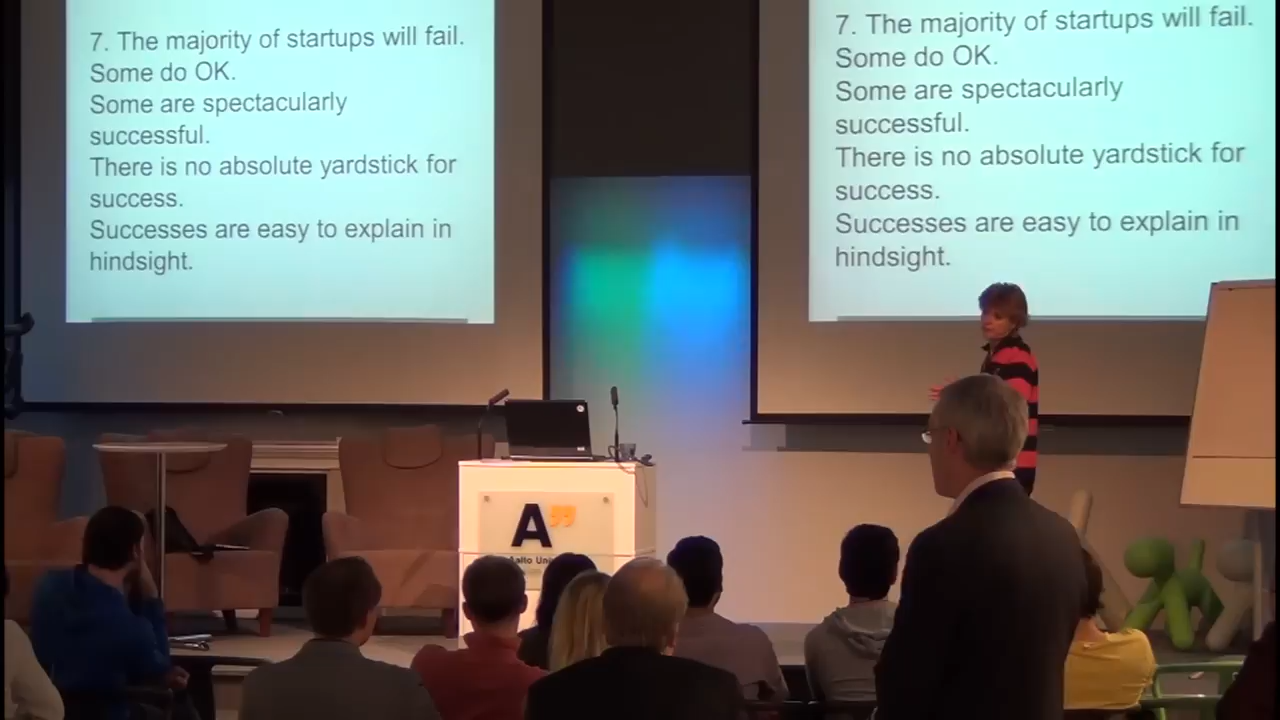 7. The majority of startups will fail.
Some do OK.
Some are spectacularly
successful.
There is no absolute yardstick for
success.
Successes are easy to explain in
hindsight.
7. The majority of startups will fail.
Some do OK.
Some are spectacularly
successful.
There is no absolute yardstick for
success.
Successes are easy to explain in
hindsight.
A”
Aalto Uni